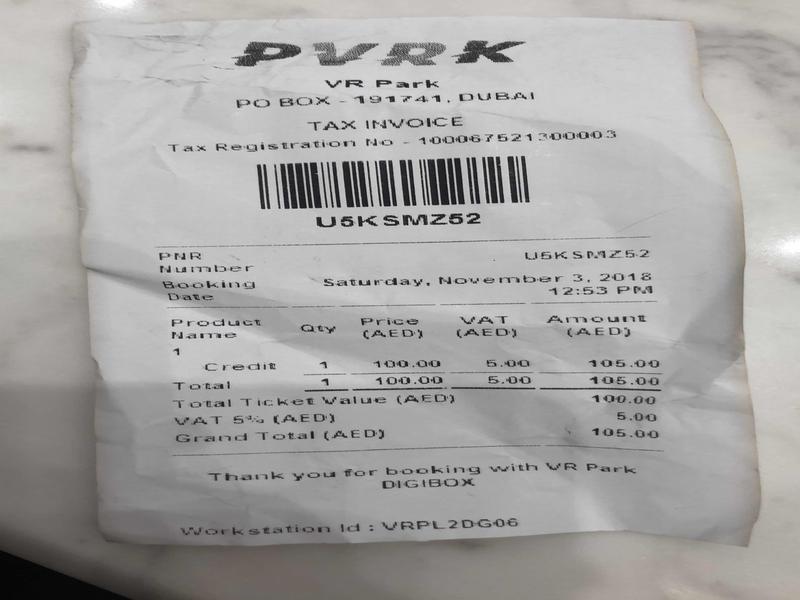 PVRK
VR Park
PO BOX - 191741, DUBAI
TAX INVOICE
Tax Registration No - 100067521300003
U5KSMZ52
PNR Number U5KSMZ52
Booking Date Saturday, November 3, 2018 12:53 PM
Product Name Qty Price (AED) VAT (AED) Amount (AED)
1
Credit 1 100.00 5.00 105.00
Total 1 100.00 5.00 105.00
Total Ticket Value (AED) 100.00
VAT 5% (AED) 5.00
Grand Total (AED) 105.00
Thank you for booking with VR Park
DIGIBOX
Workstation Id : VRPL2DG06